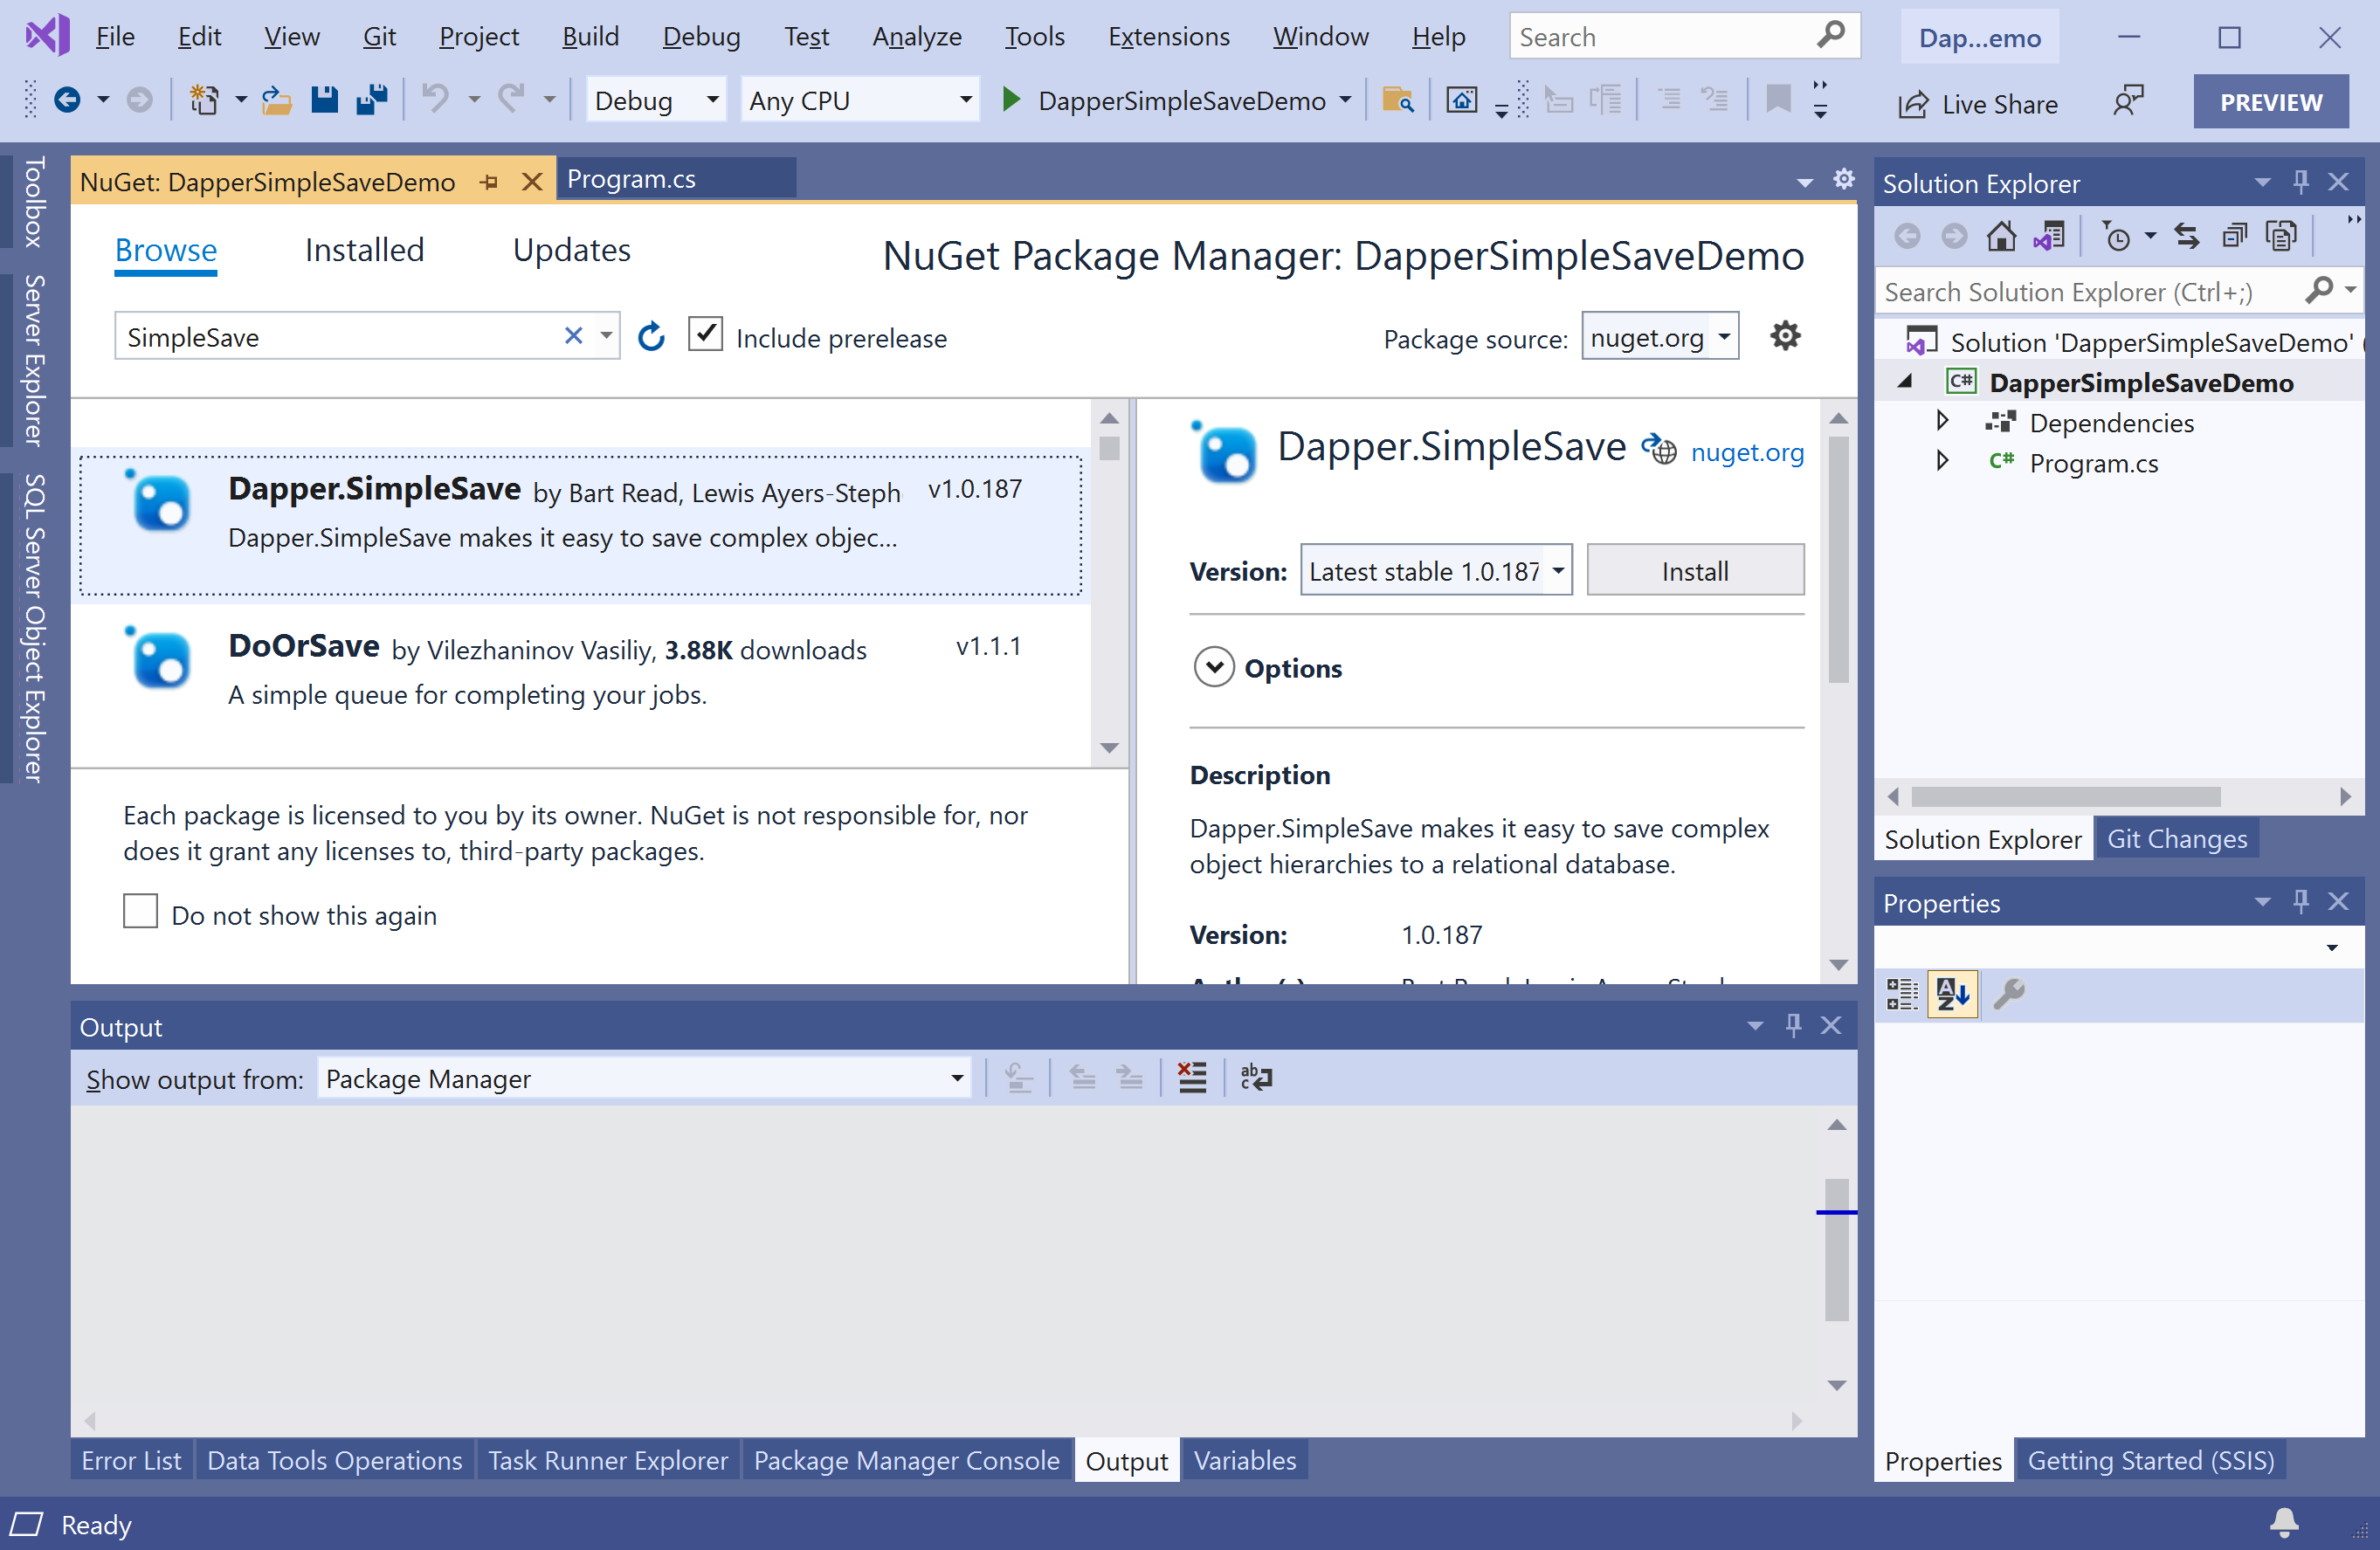 File Edit View Git Project Build Debug Test Analyze Tools Extensions Window Help Search Dap...emo
Debug Any CPU DapperSimpleSaveDemo Live Share PREVIEW
Toolbox
Server Explorer
SQL Server Object Explorer
NuGet: DapperSimpleSaveDemo Program.cs
Browse Installed Updates NuGet Package Manager: DapperSimpleSaveDemo
SimpleSave Include prerelease Package source: nuget.org
Dapper.SimpleSave by Bart Read, Lewis Ayers-Steph v1.0.187
Dapper.SimpleSave makes it easy to save complex objec...
DoOrSave by Vilezhaninov Vasiliy, 3.88K downloads v1.1.1
A simple queue for completing your jobs.
Each package is licensed to you by its owner. NuGet is not responsible for, nor
does it grant any licenses to, third-party packages.
Do not show this again
Dapper.SimpleSave nuget.org
Version: Latest stable 1.0.187 Install
Options
Description
Dapper.SimpleSave makes it easy to save complex
object hierarchies to a relational database.
Version: 1.0.187
Output
Show output from: Package Manager
Error List Data Tools Operations Task Runner Explorer Package Manager Console Output Variables
Solution Explorer
Search Solution Explorer (Ctrl+;)
Solution 'DapperSimpleSaveDemo' (
C# DapperSimpleSaveDemo
Dependencies
C# Program.cs
Solution Explorer Git Changes
Properties
Properties Getting Started (SSIS)
Ready